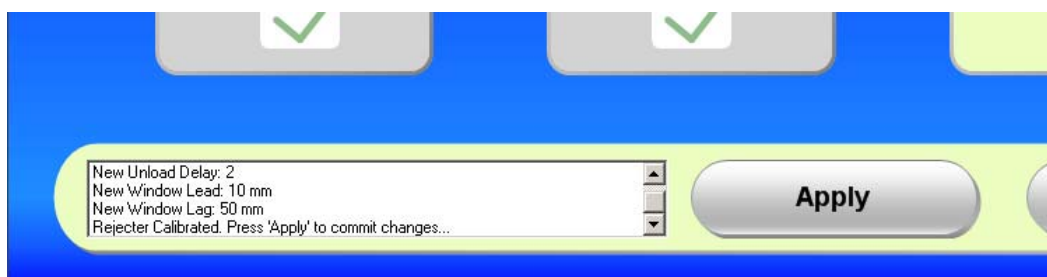 New Unload Delay: 2
New Window Lead: 10 mm
New Window Lag: 50 mm
Rejecter Calibrated. Press 'Apply' to commit changes...
Apply